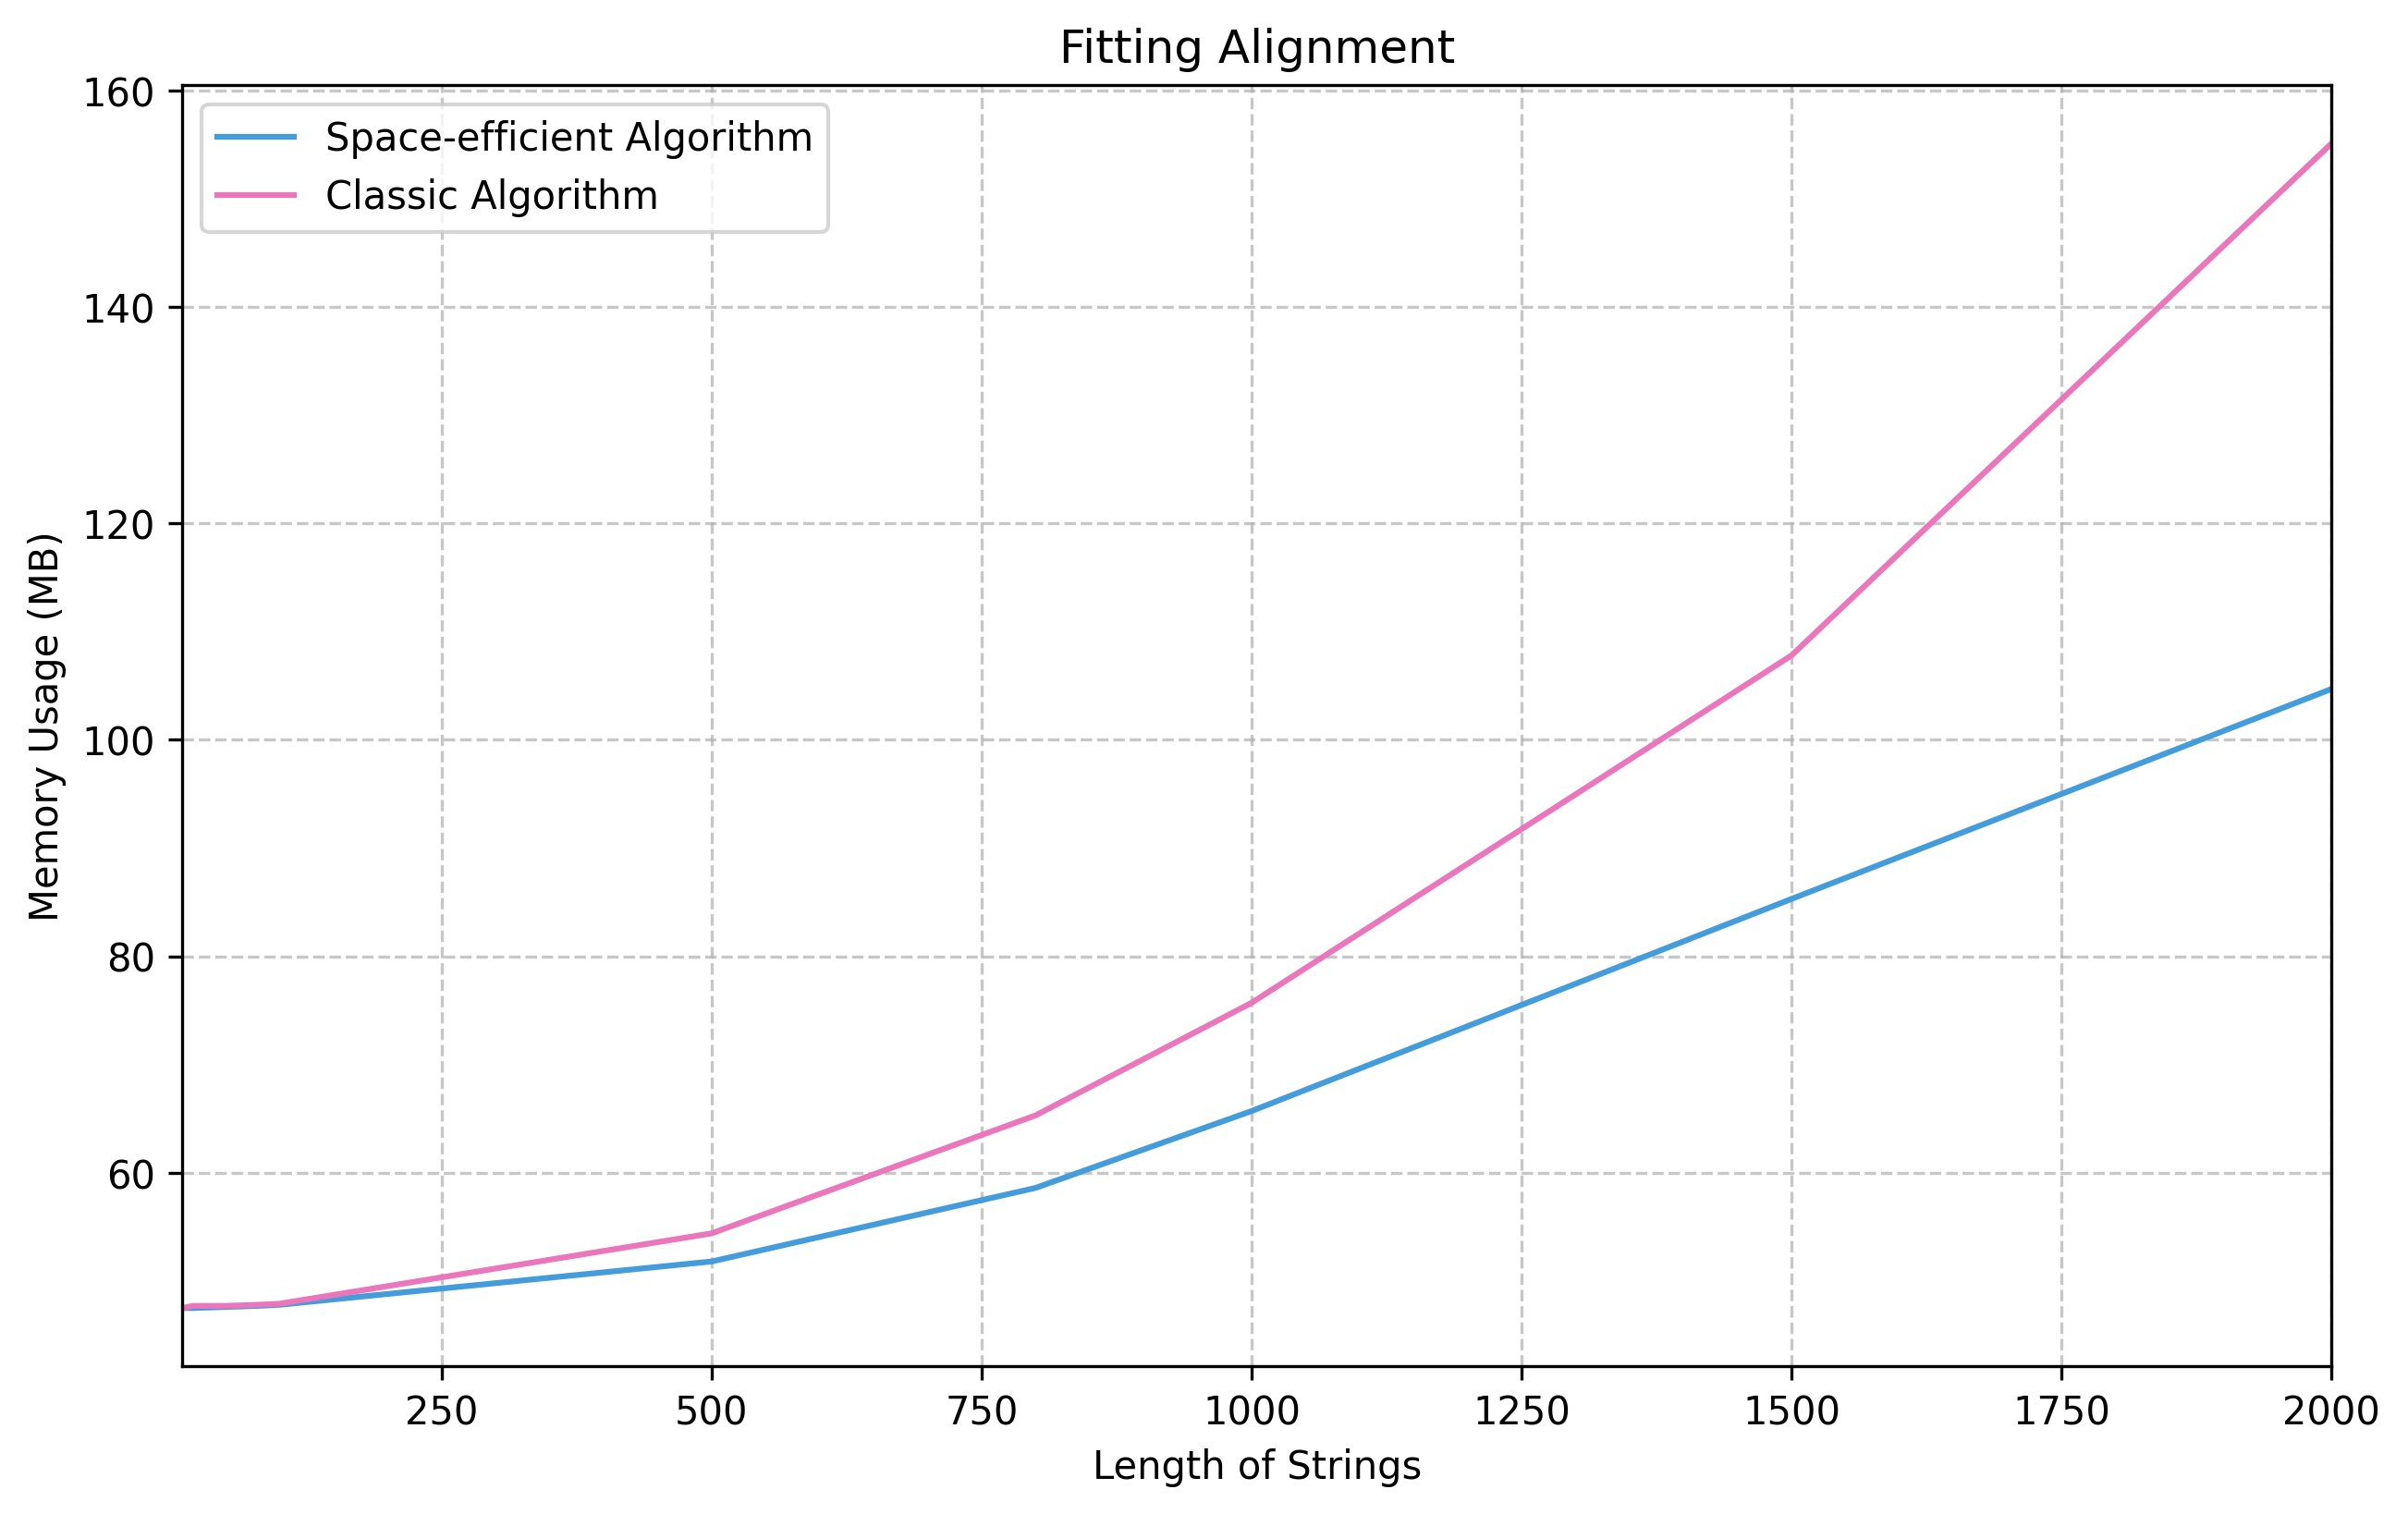 Fitting Alignment
160
140
120
100
80
60
Memory Usage (MB)
Space-efficient Algorithm
Classic Algorithm
250 500 750 1000 1250 1500 1750 2000
Length of Strings